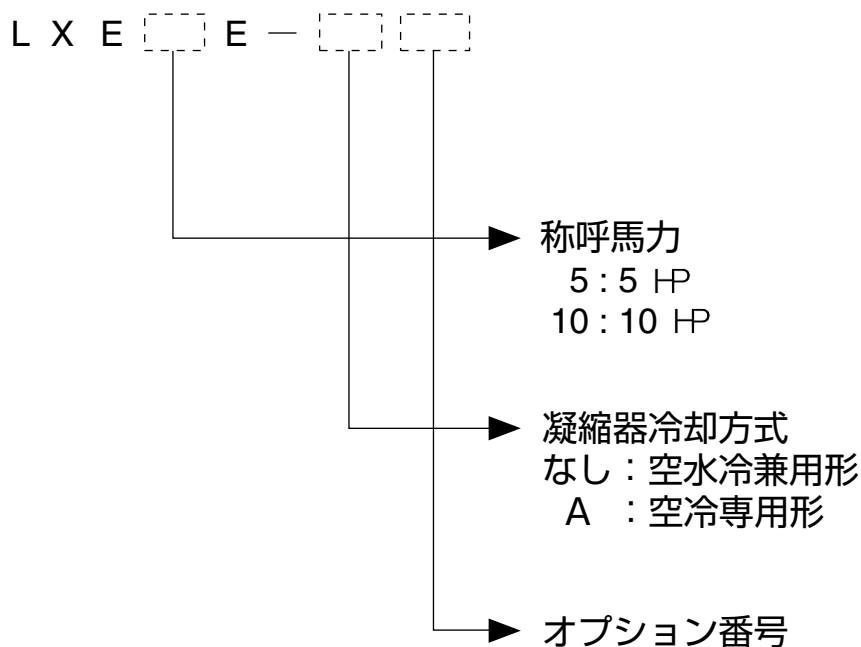 L X E E －
称呼馬力
5 : 5 HP
10 : 10 HP
凝縮器冷却方式
なし：空水冷兼用形
A ：空冷専用形
オプション番号